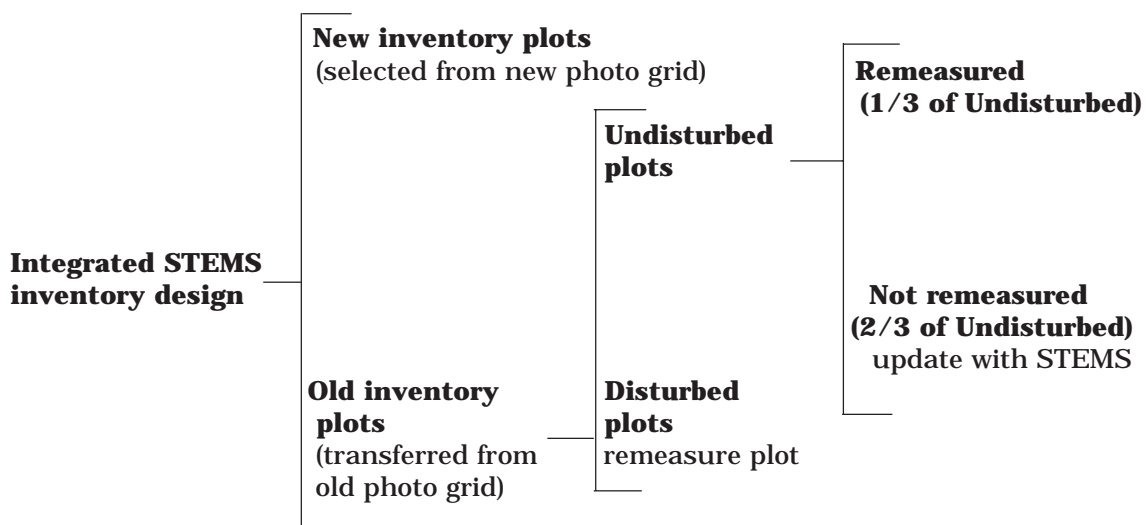 Integrated STEMS
inventory design
New inventory plots
(selected from new photo grid)
Old inventory
plots
(transferred from
old photo grid)
Undisturbed
plots
Disturbed
plots
remeasure plot
Remeasured
(1/3 of Undisturbed)
Not remeasured
(2/3 of Undisturbed)
update with STEMS